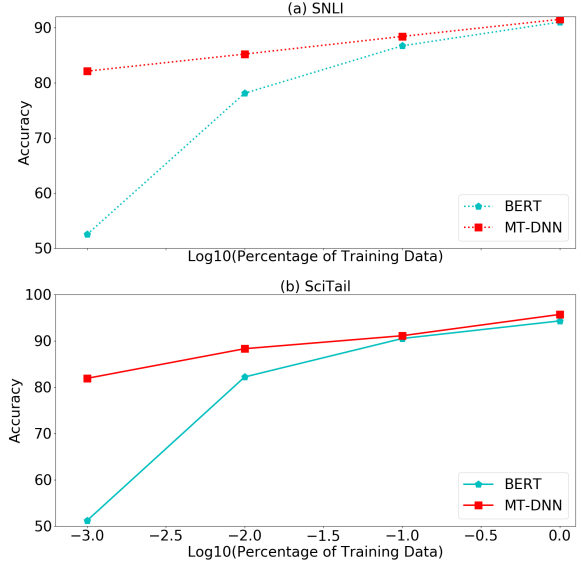 (a) SNLI
90
80
70
60
50
Accuracy
BERT
MT-DNN
Log10(Percentage of Training Data)
(b) SciTail
100
90
80
70
60
50
Accuracy
BERT
MT-DNN
−3.0 −2.5 −2.0 −1.5 −1.0 −0.5 0.0
Log10(Percentage of Training Data)